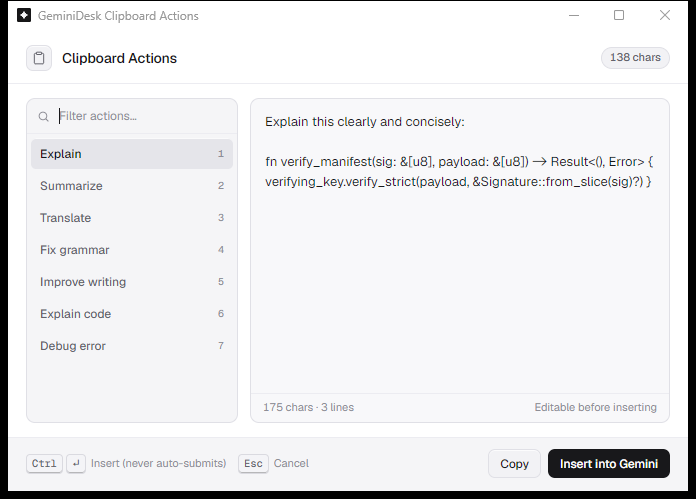 GeminiDesk Clipboard Actions
Clipboard Actions
138 chars
Filter actions...
Explain 1
Summarize 2
Translate 3
Fix grammar 4
Improve writing 5
Explain code 6
Debug error 7
Explain this clearly and concisely:
fn verify_manifest(sig: &[u8], payload: &[u8]) -> Result<(), Error> {
verifying_key.verify_strict(payload, &Signature::from_slice(sig)?) }
175 chars · 3 lines
Editable before inserting
Ctrl ↵ Insert (never auto-submits) Esc Cancel
Copy
Insert into Gemini